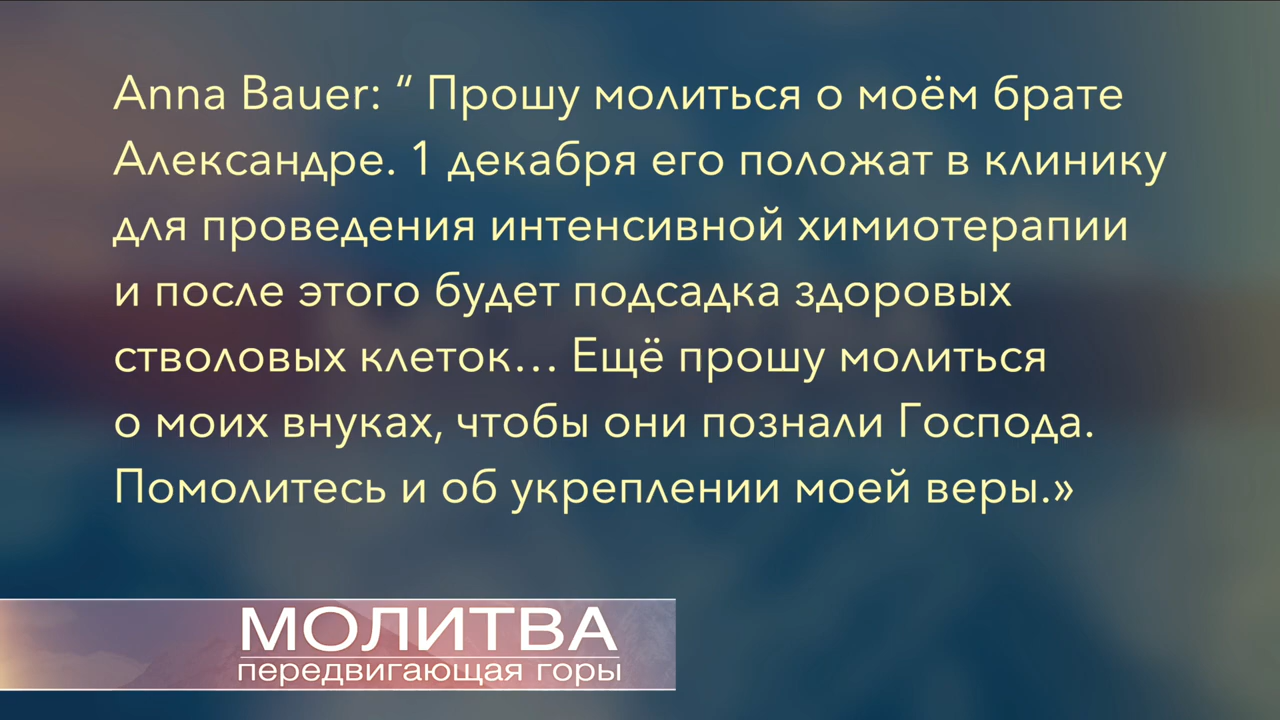 Anna Bauer: “ Прошу молиться о моём брате
Александре. 1 декабря его положат в клинику
для проведения интенсивной химиотерапии
и после этого будет подсадка здоровых
стволовых клеток... Ещё прошу молиться
о моих внуках, чтобы они познали Господа.
Помолитесь и об укреплении моей веры.»
МОЛИТВА
передвигающая горы